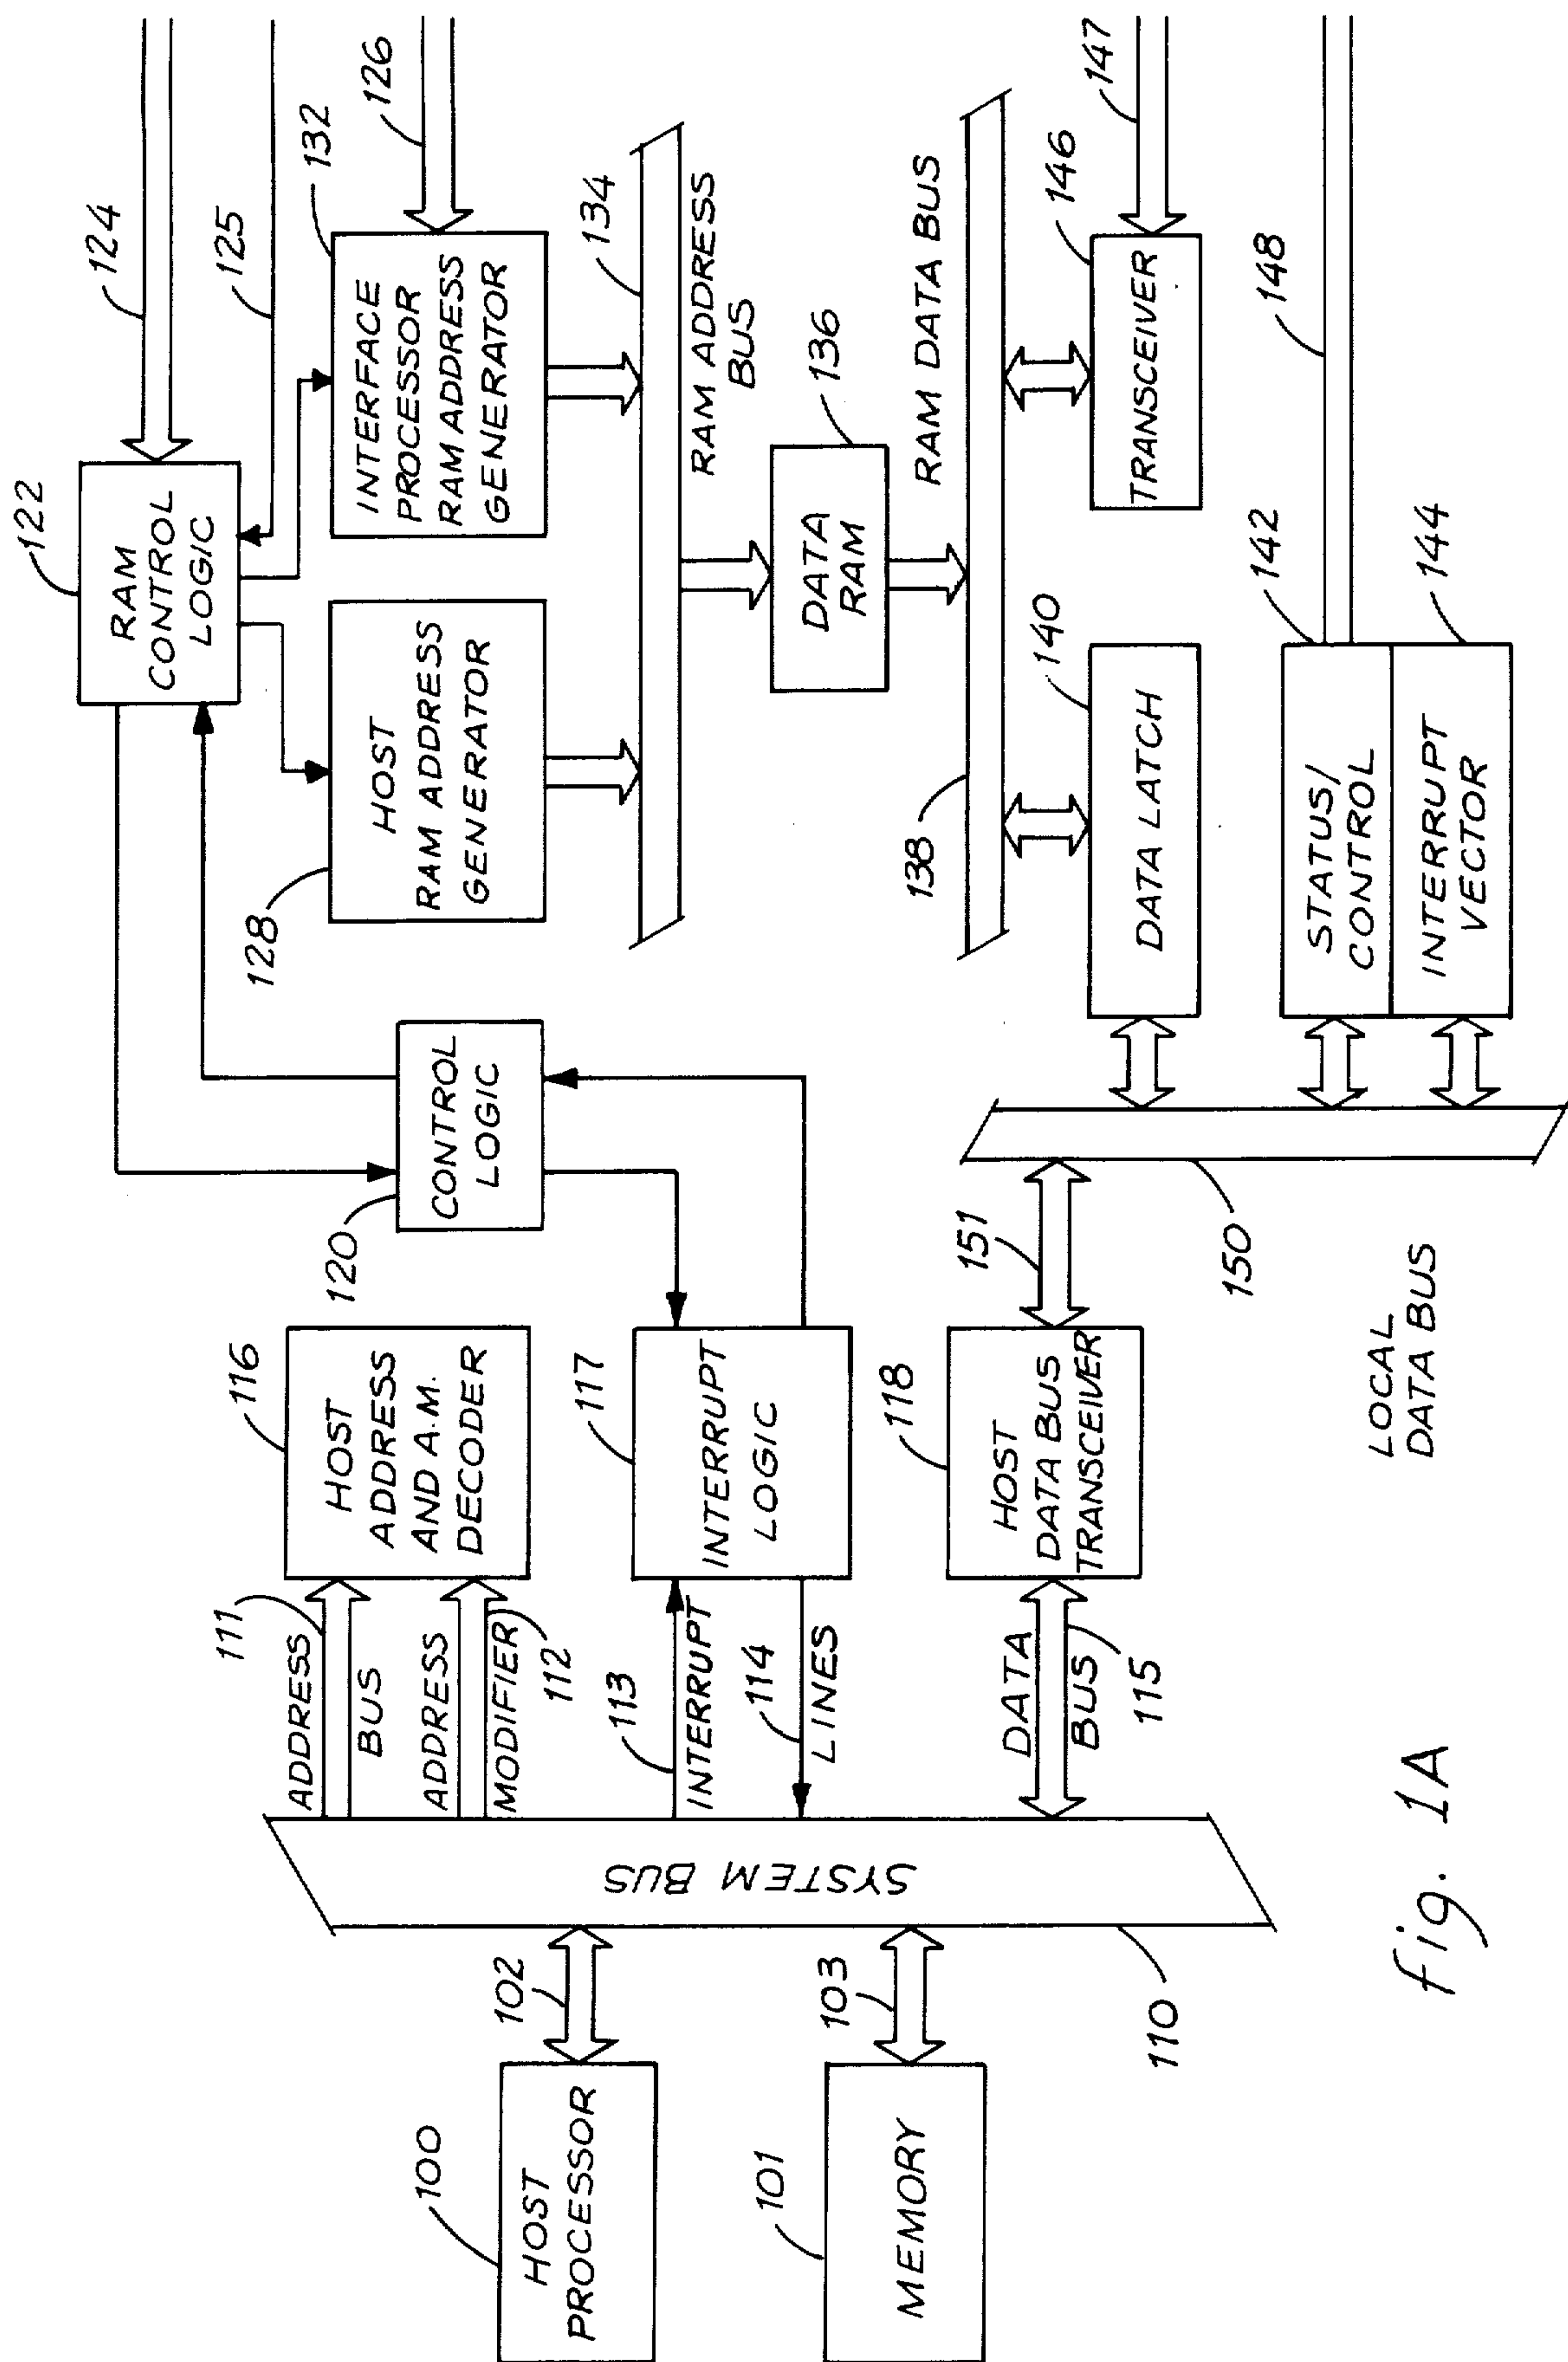 122
RAM
CONTROL
LOGIC
124
125
126
128
HOST
RAM ADDRESS
GENERATOR
132
INTERFACE
PROCESSOR
RAM ADDRESS
GENERATOR
134
RAM ADDRESS
BUS
136
DATA
RAM
RAM DATA BUS
138
140
DATA LATCH
146
TRANSCEIVER
147
142
STATUS/
CONTROL
144
INTERRUPT
VECTOR
148
120
CONTROL
LOGIC
116
HOST
ADDRESS
AND A.M.
DECODER
117
INTERRUPT
LOGIC
118
HOST
DATA BUS
TRANSCEIVER
151
150
LOCAL
DATA BUS
111
ADDRESS
BUS
ADDRESS
MODIFIER
112
113
INTERRUPT
114
LINES
DATA
BUS
115
SYSTEM BUS
110
102
103
100
HOST
PROCESSOR
101
MEMORY
fig. 1A